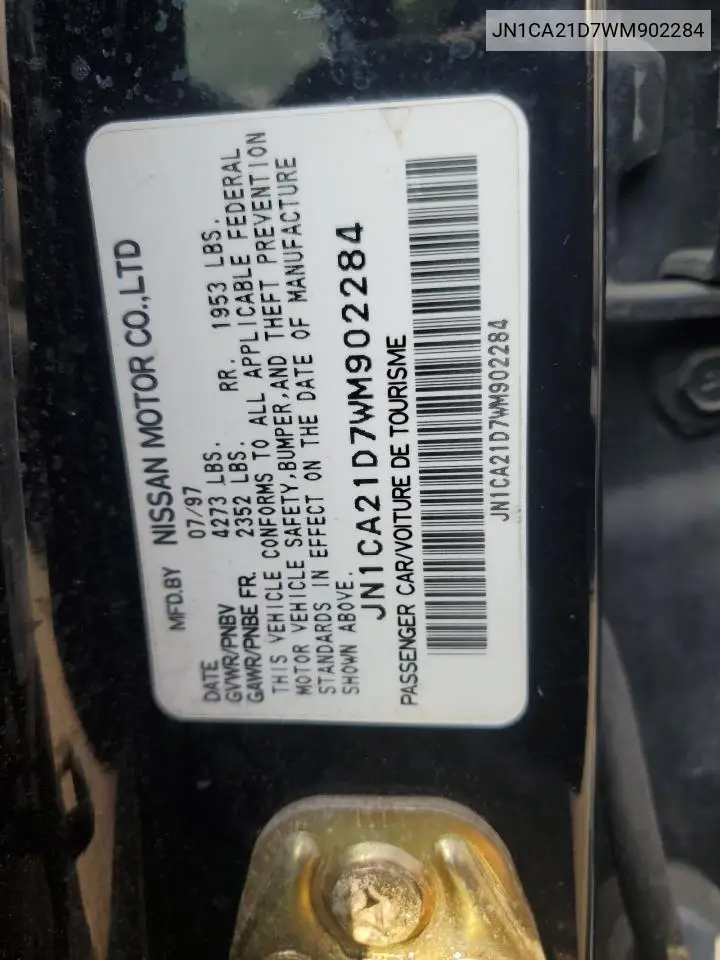 JN1CA21D7WM902284
MFD.BY NISSAN MOTOR CO.,LTD
DATE 07/97
GVWR/PNBV 4273 LBS.
GAWR/PNBE FR. 2352 LBS. RR. 1953 LBS.
THIS VEHICLE CONFORMS TO ALL APPLICABLE FEDERAL
MOTOR VEHICLE SAFETY,BUMPER,AND THEFT PREVENTION
STANDARDS IN EFFECT ON THE DATE OF MANUFACTURE
SHOWN ABOVE.
JN1CA21D7WM902284
PASSENGER CAR/VOITURE DE TOURISME
JN1CA21D7WM902284